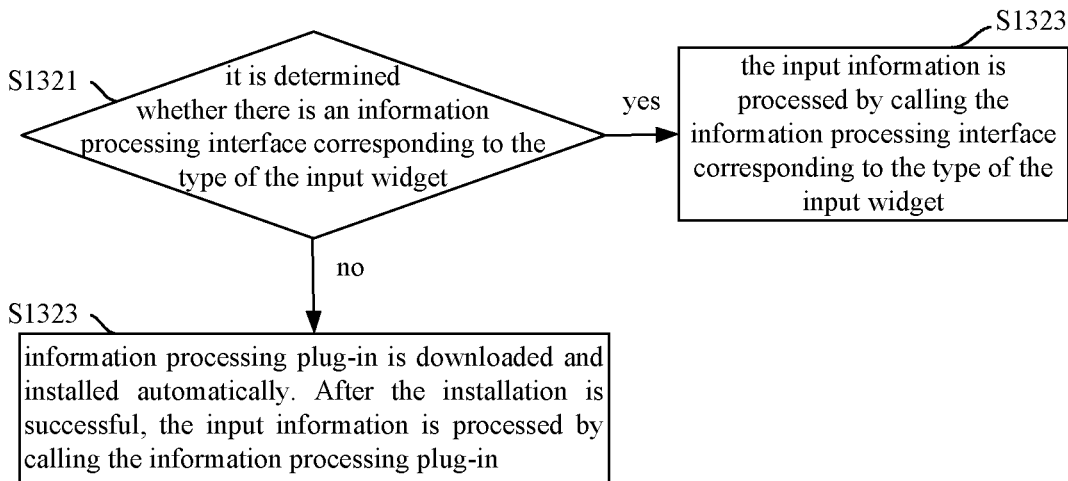 S1321
it is determined
whether there is an information
processing interface corresponding to the
type of the input widget
yes
S1323
the input information is
processed by calling the
information processing interface
corresponding to the type of the
input widget
no
S1323
information processing plug-in is downloaded and
installed automatically. After the installation is
successful, the input information is processed by
calling the information processing plug-in